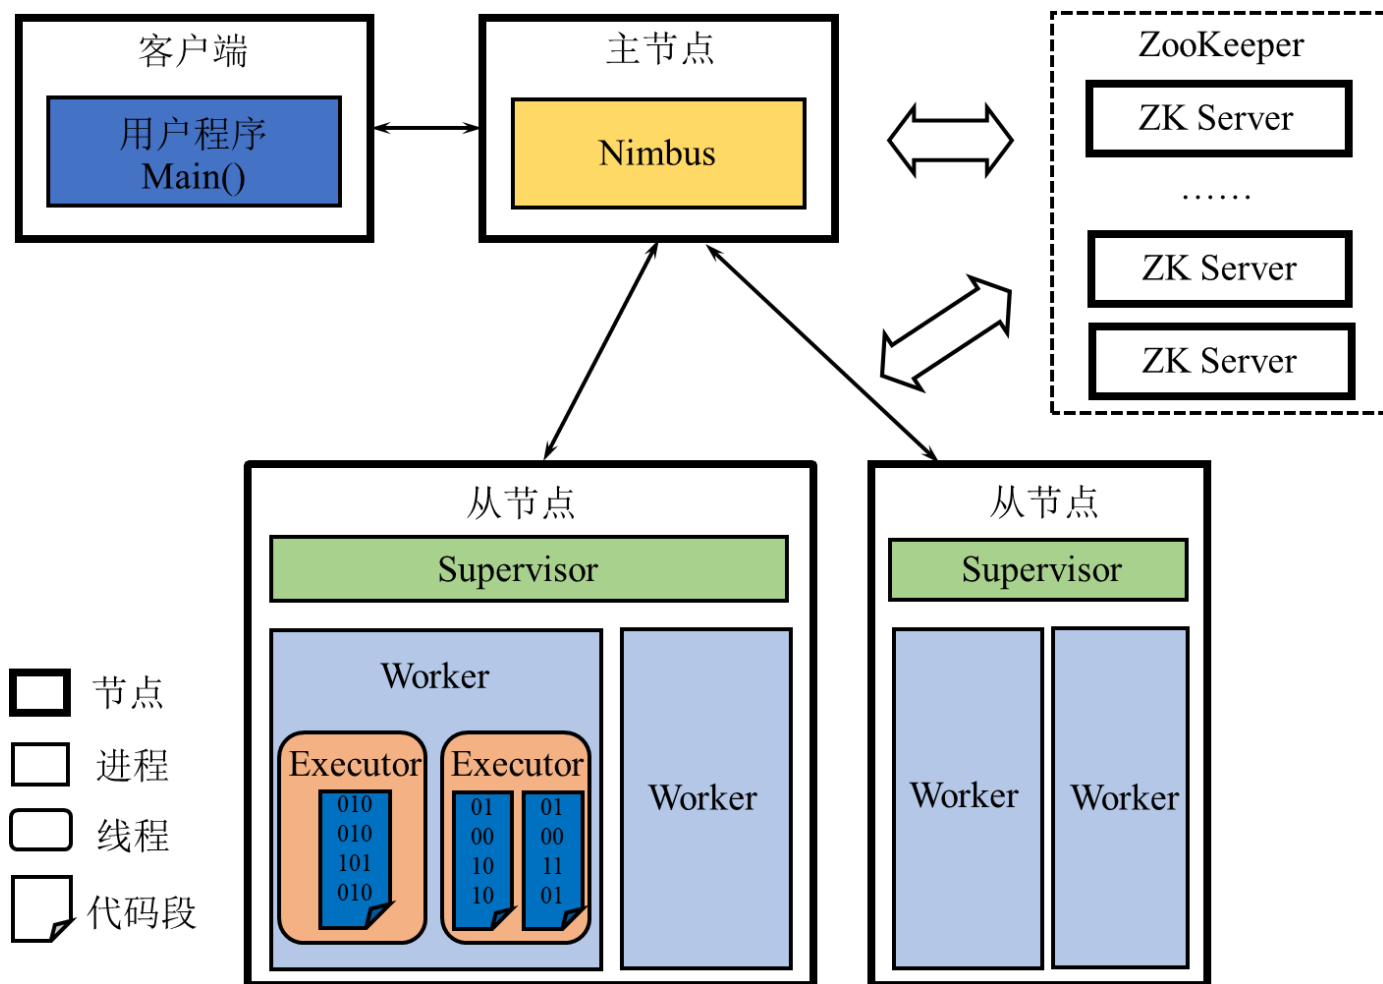 客户端
用户程序
Main()
主节点
Nimbus
ZooKeeper
ZK Server
......
ZK Server
ZK Server
从节点
Supervisor
Worker
Executor
010
010
101
010
Executor
01
00
10
10
01
00
11
01
Worker
从节点
Supervisor
Worker
Worker
节点
进程
线程
代码段